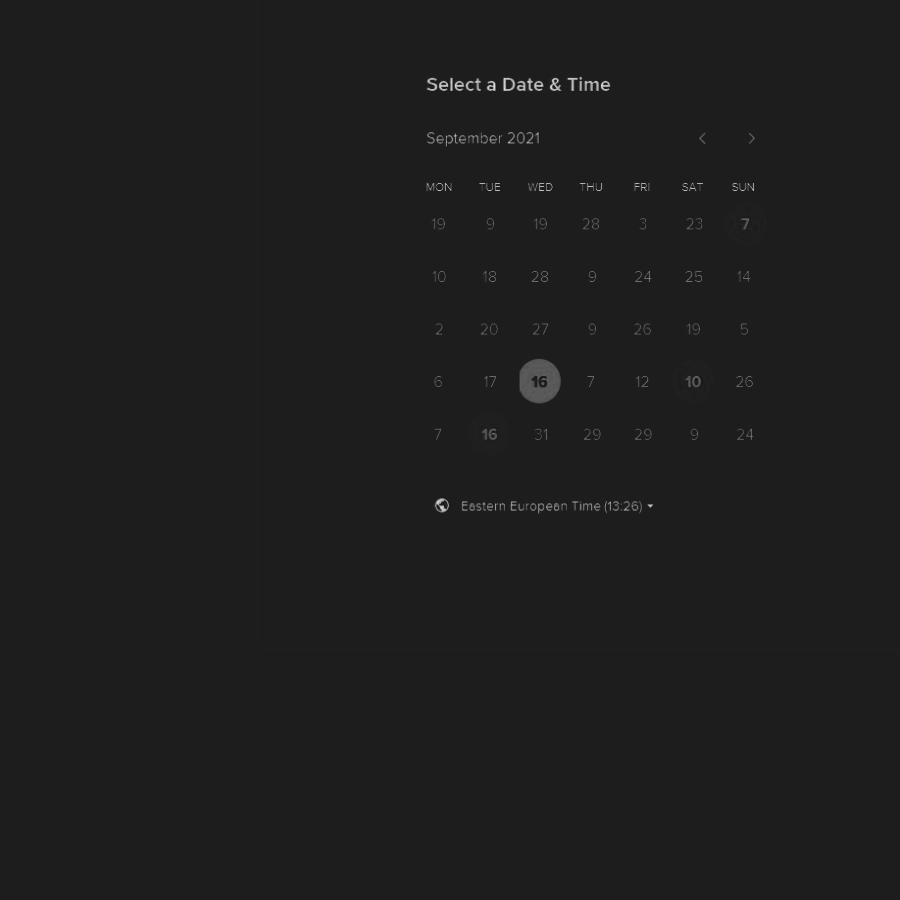 Select a Date & Time
September 2021
MON TUE WED THU FRI SAT SUN
19 9 19 28 3 23 7
10 18 28 9 24 25 14
2 20 27 9 26 19 5
6 17 16 7 12 10 26
7 16 31 29 29 9 24
Eastern European Time (13:26)